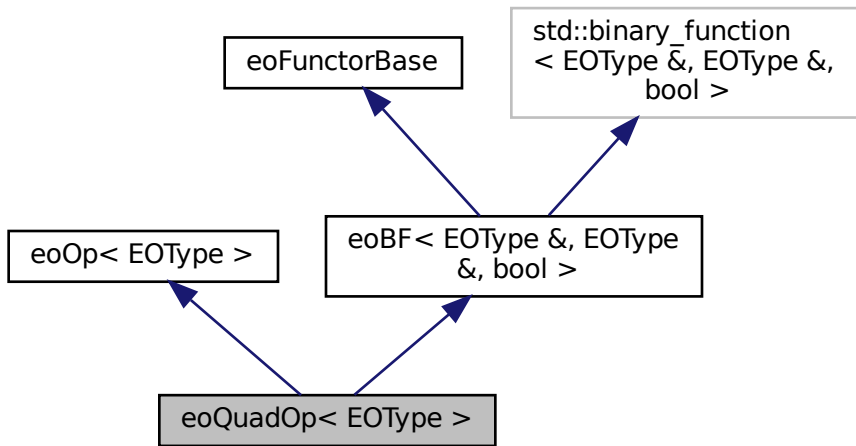 std::binary_function
< EOType &, EOType &,
bool >
eoFunctorBase
eoBF< EOType &, EOType
&, bool >
eoOp< EOType >
eoQuadOp< EOType >